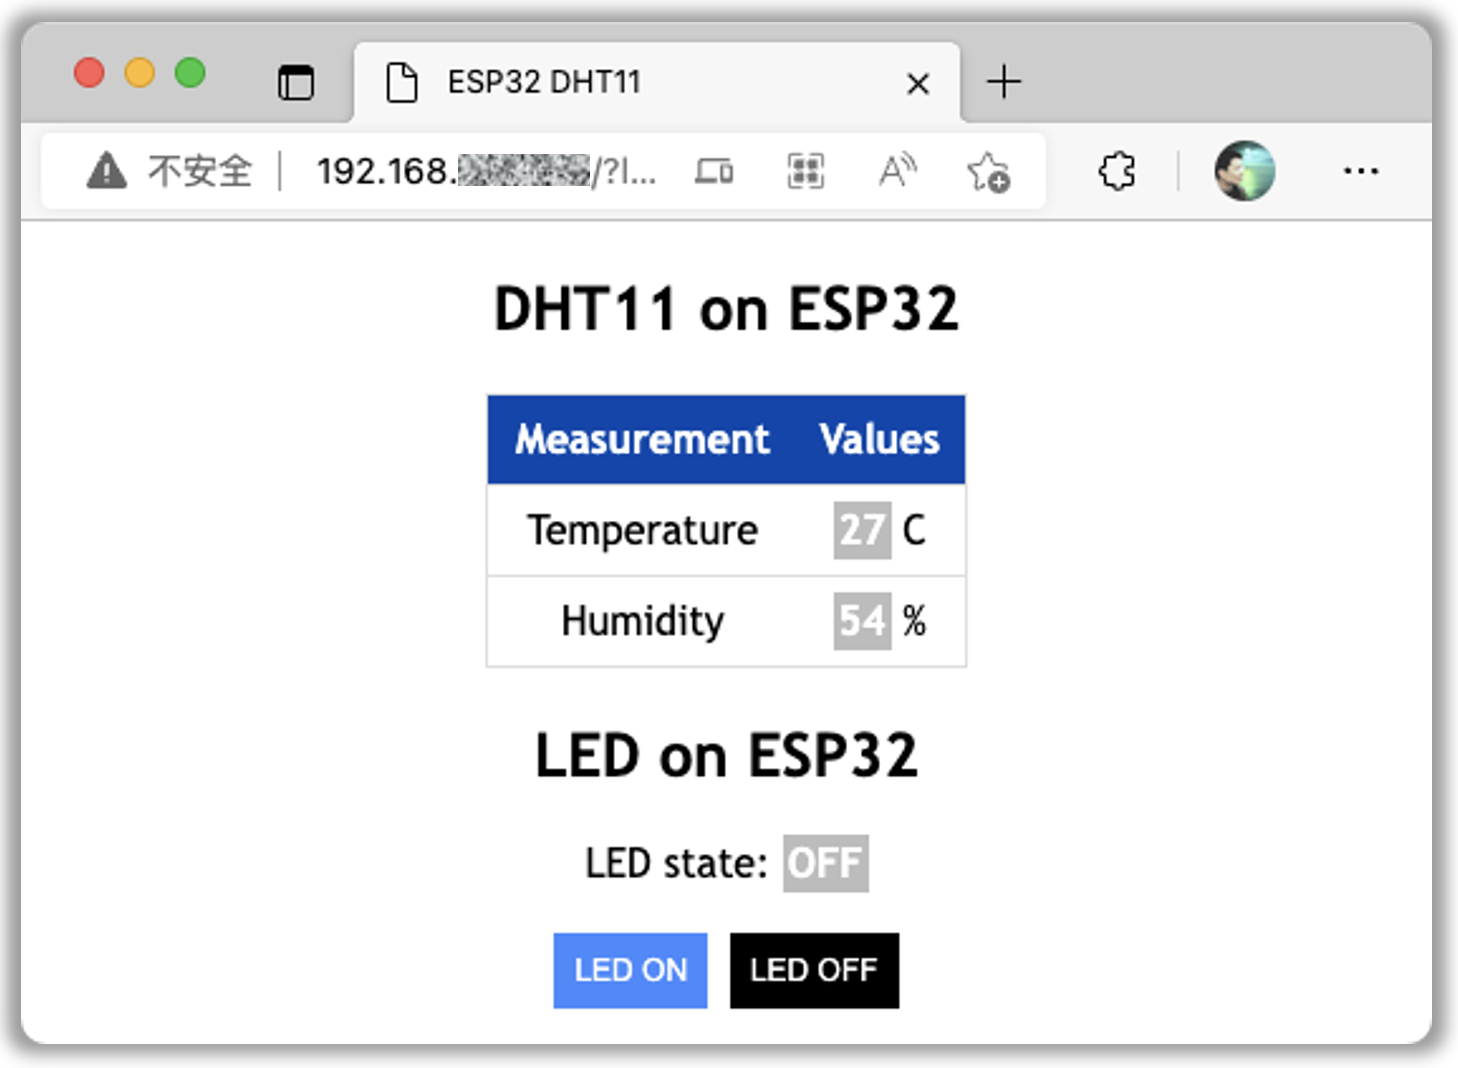 ESP32 DHT11
不安全 192.168. /?l...
DHT11 on ESP32
Measurement Values
Temperature 27 C
Humidity 54 %
LED on ESP32
LED state: OFF
LED ON LED OFF